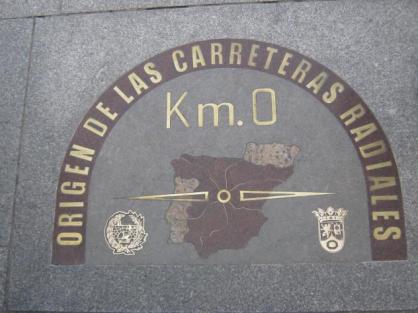 ORIGEN DE LAS CARRETERAS RADIALES
Km. 0